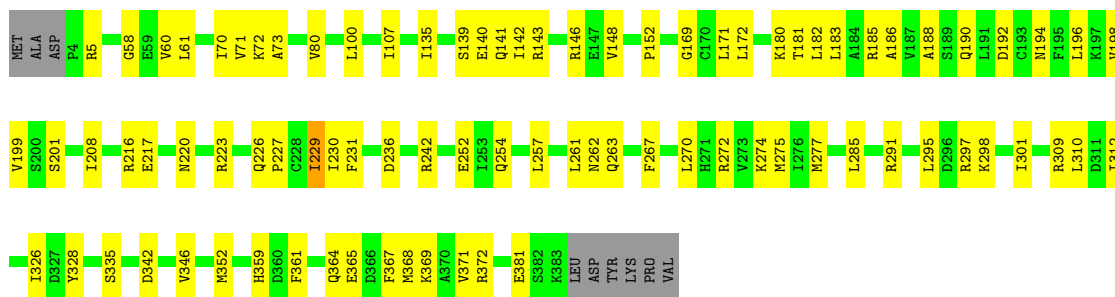 MET ALA ASP P4 R5 G58 E59 V60 L61 I70 V71 K72 A73 V80 L100 I107 I135 S139 E140 Q141 I142 R143 R146 E147 V148 P152 G169 C170 L171 L172 K180 T181 L182 L183 A184 R185 A186 V187 A188 S189 Q190 L191 D192 C193 N194 F195 L196 K197
V199 S200 S201 I208 R216 E217 N220 R223 Q226 P227 C228 I229 I230 F231 D236 R242 E252 I253 Q254 L257 L261 N262 Q263 F267 L270 H271 R272 V273 K274 M275 I276 M277 L285 R291 L295 D296 R297 K298 I301 R309 L310 D311
I326 D327 Y328 S335 D342 V346 M352 H359 D360 F361 Q364 E365 D366 F367 M368 K369 A370 V371 R372 E381 S382 K383 LEU ASP TYR LYS PRO VAL